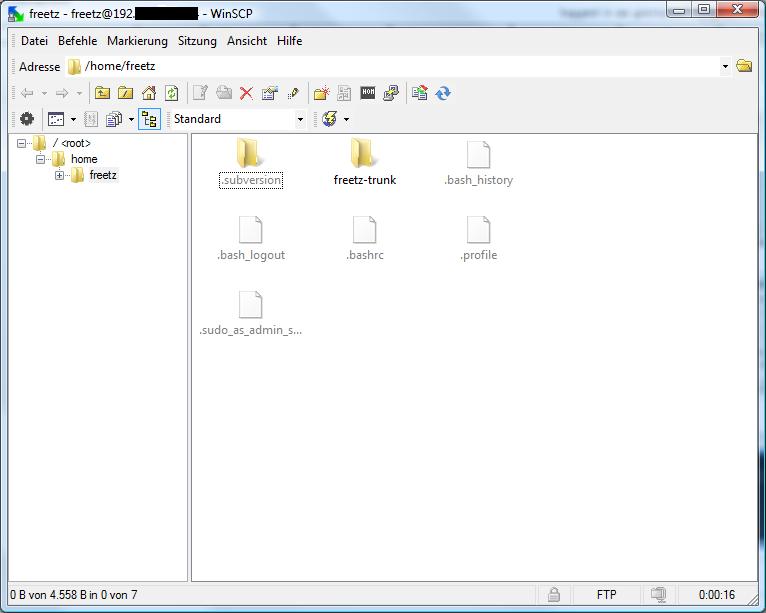 freetz - freetz@192. - WinSCP
Datei Befehle Markierung Sitzung Ansicht Hilfe
Adresse /home/freetz
Standard
/ <root>
home
freetz
.subversion freetz-trunk .bash_history
.bash_logout .bashrc .profile
.sudo_as_admin_s...
0 B von 4.558 B in 0 von 7 FTP 0:00:16